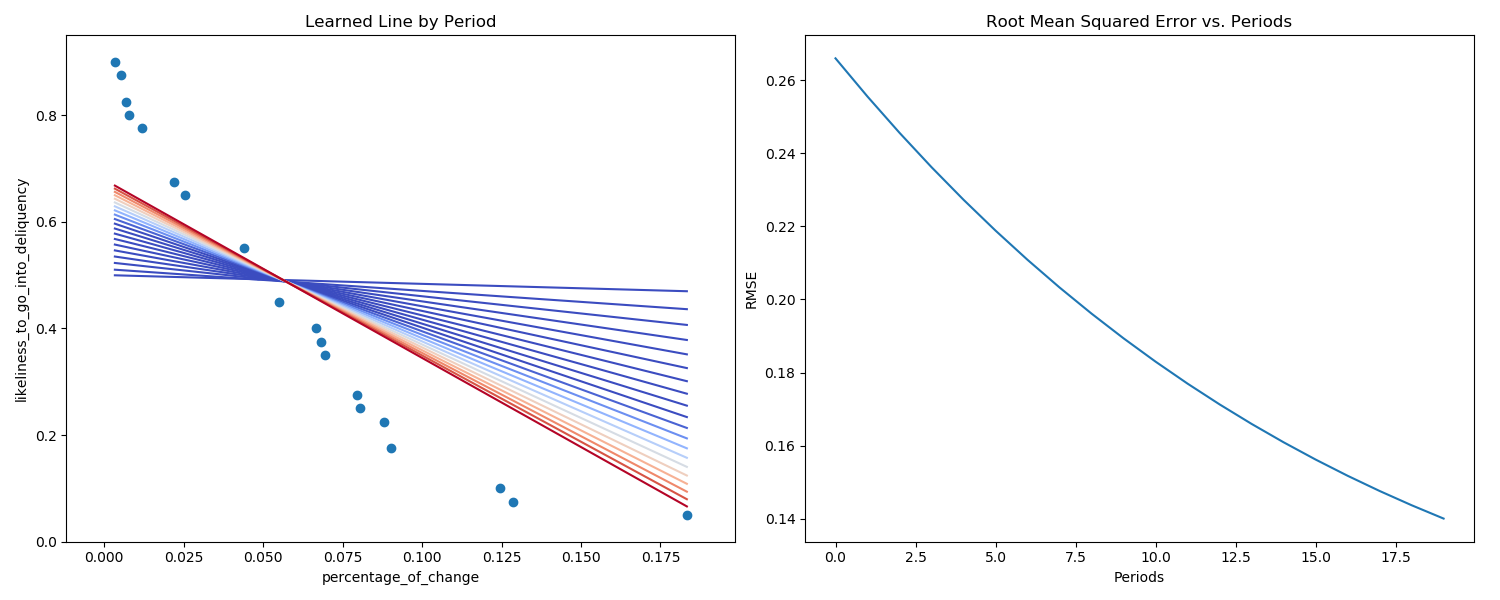 Learned Line by Period
likeliness_to_go_into_deliquency
0.8
0.6
0.4
0.2
0.0
0.000 0.025 0.050 0.075 0.100 0.125 0.150 0.175
percentage_of_change
Root Mean Squared Error vs. Periods
RMSE
0.26
0.24
0.22
0.20
0.18
0.16
0.14
0.0 2.5 5.0 7.5 10.0 12.5 15.0 17.5
Periods